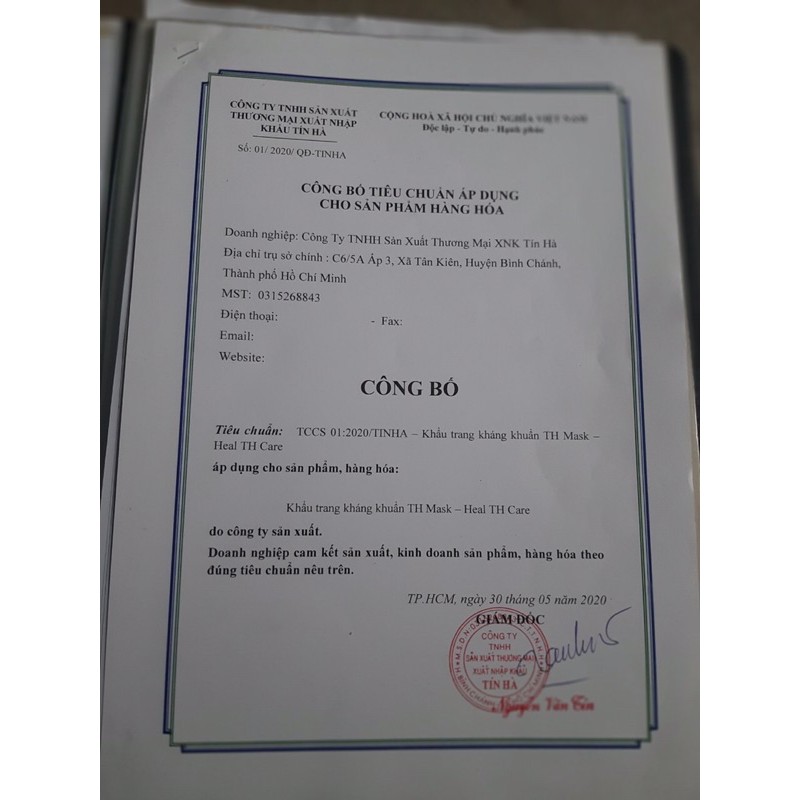 CÔNG TY TNHH SẢN XUẤT
THƯƠNG MẠI XUẤT NHẬP
KHẨU TÍN HÀ
Số: 01/ 2020/ QĐ-TINHA
CỘNG HOÀ XÃ HỘI CHỦ NGHĨA VIỆT NAM
Độc lập - Tự do - Hạnh phúc
CÔNG BỐ TIÊU CHUẨN ÁP DỤNG
CHO SẢN PHẨM HÀNG HÓA
Doanh nghiệp: Công Ty TNHH Sản Xuất Thương Mại XNK Tín Hà
Địa chỉ trụ sở chính : C6/5A Ấp 3, Xã Tân Kiên, Huyện Bình Chánh,
Thành phố Hồ Chí Minh
MST: 0315268843
Điện thoại: - Fax:
Email:
Website:
CÔNG BỐ
Tiêu chuẩn: TCCS 01:2020/TINHA – Khẩu trang kháng khuẩn TH Mask –
Heal TH Care
áp dụng cho sản phẩm, hàng hóa:
Khẩu trang kháng khuẩn TH Mask – Heal TH Care
do công ty sản xuất.
Doanh nghiệp cam kết sản xuất, kinh doanh sản phẩm, hàng hóa theo
đúng tiêu chuẩn nêu trên.
TP.HCM, ngày 30 tháng 05 năm 2020
GIÁM ĐỐC
CÔNG TY
TNHH
SẢN XUẤT THƯƠNG MẠI
XUẤT NHẬP KHẨU
TÍN HÀ
Nguyễn Văn